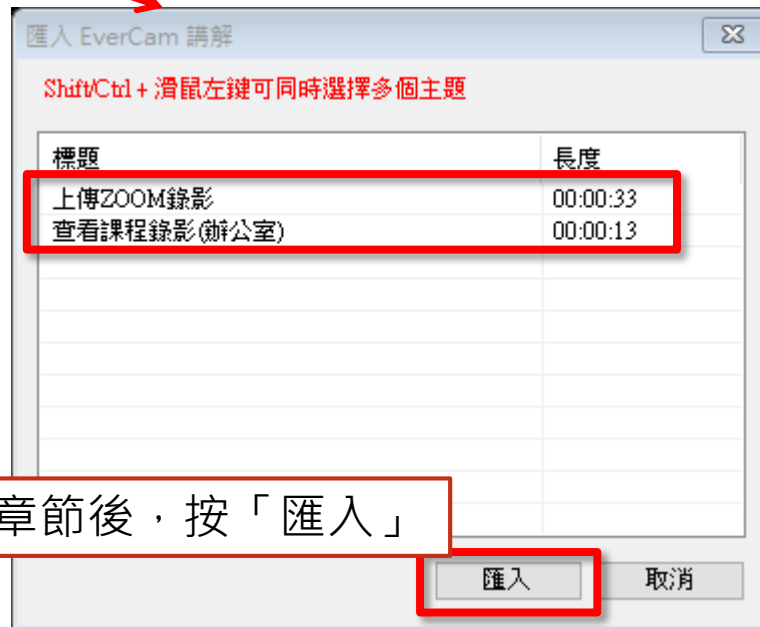 匯入 EverCam 講解
Shift/Ctrl + 滑鼠左鍵可同時選擇多個主題
標題 長度
上傳ZOOM錄影 00:00:33
查看課程錄影(辦公室) 00:00:13
章節後，按「匯入」
匯入 取消